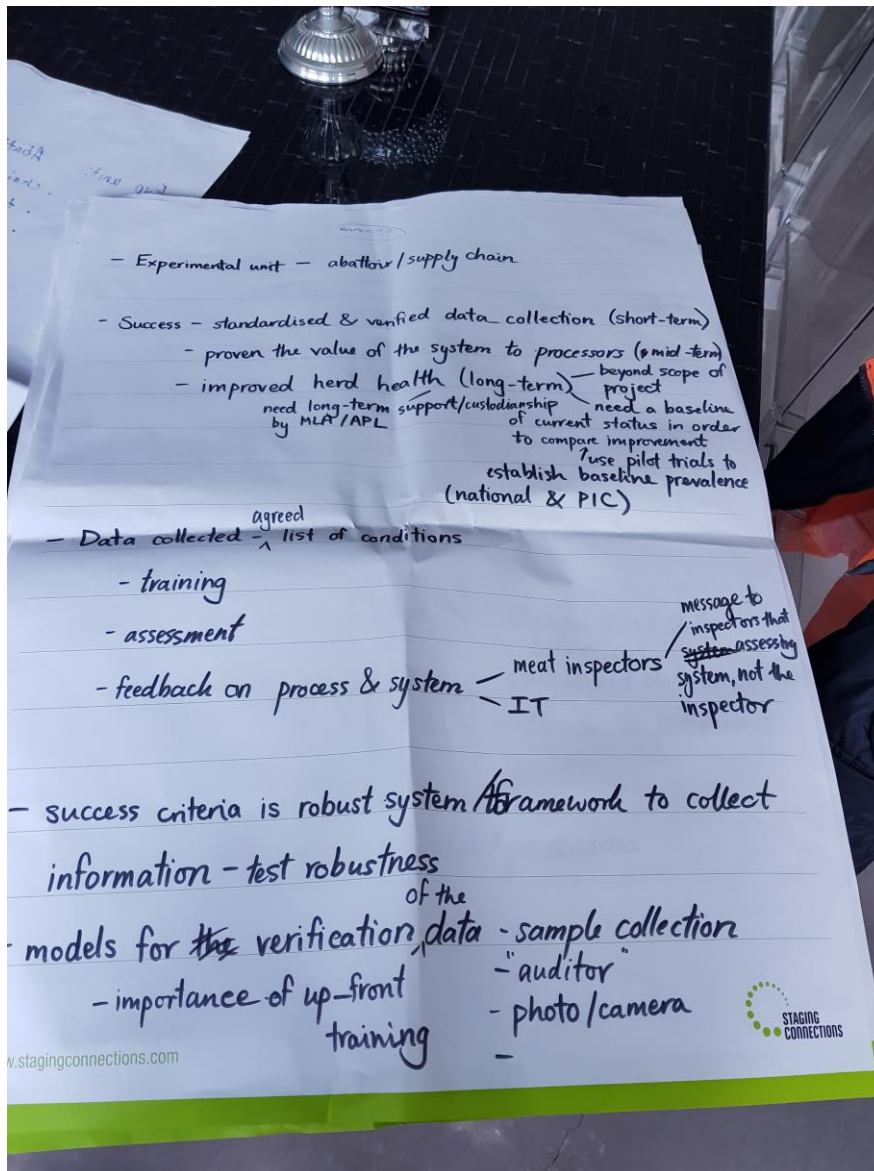 - Experimental unit - abattoir/supply chain
- Success - standardised & verified data collection (short-term)
- proven the value of the system to processors (mid-term)
- improved herd health (long-term)
beyond scope of project
need long-term support/custodianship by MLA/APL
need a baseline of current status in order to compare improvement
use pilot trials to establish baseline prevalence
(national & PIC)
- Data collected - agreed list of conditions
- training
- assessment
- feedback on process & system
meat inspectors
IT
message to
inspectors that
assessing
system, not the
inspector
- success criteria is robust system/framework to collect
information - test robustness
- models for verification of the data
- sample collection
- "auditor"
- photo/camera
-
- importance of up-front
training
w.stagingconnections.com
STAGING
CONNECTIONS